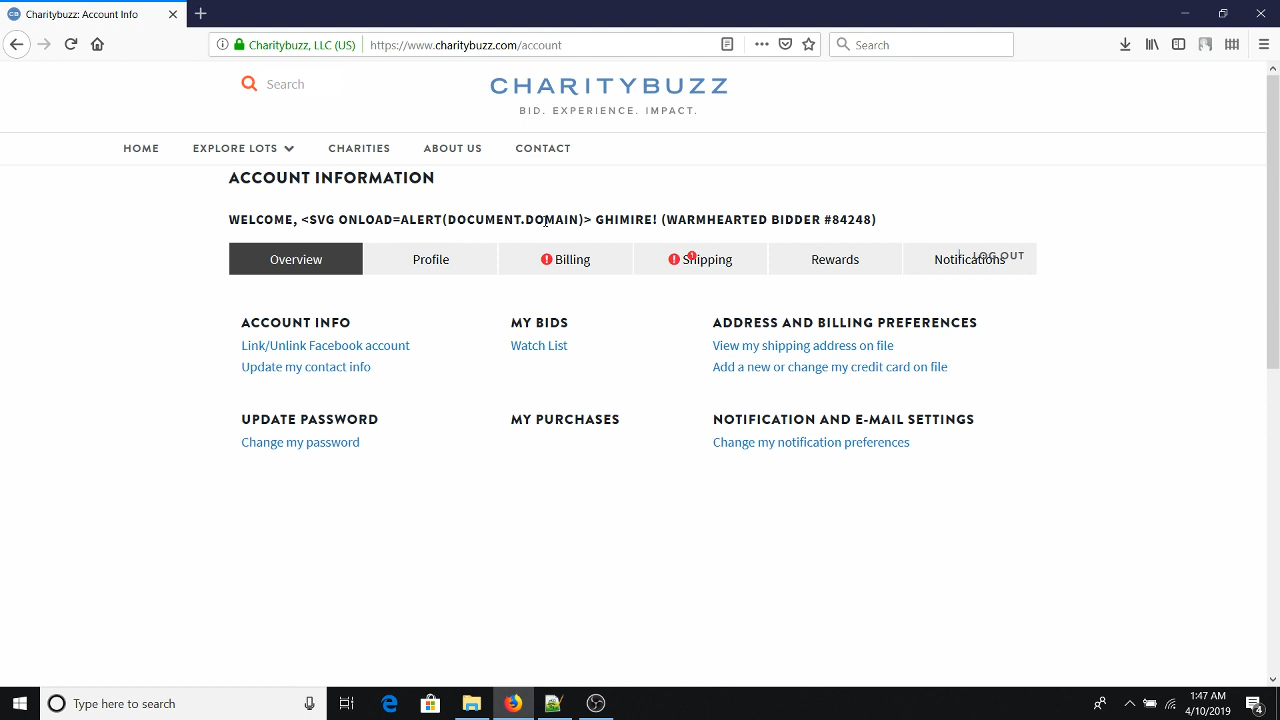 Charitybuzz: Account Info
Charitybuzz, LLC (US) https://www.charitybuzz.com/account
Search
Search
CHARITYBUZZ
BID. EXPERIENCE. IMPACT.
HOME EXPLORE LOTS CHARITIES ABOUT US CONTACT
ACCOUNT INFORMATION
WELCOME, <SVG ONLOAD=ALERT(DOCUMENT.DOMAIN)> GHIMIRE! (WARMHEARTED BIDDER #84248)
Overview Profile Billing Shipping Rewards Notifications LOG OUT
ACCOUNT INFO MY BIDS ADDRESS AND BILLING PREFERENCES
Link/Unlink Facebook account Watch List View my shipping address on file
Update my contact info Add a new or change my credit card on file
UPDATE PASSWORD MY PURCHASES NOTIFICATION AND E-MAIL SETTINGS
Change my password Change my notification preferences
Type here to search
1:47 AM
4/10/2019
4